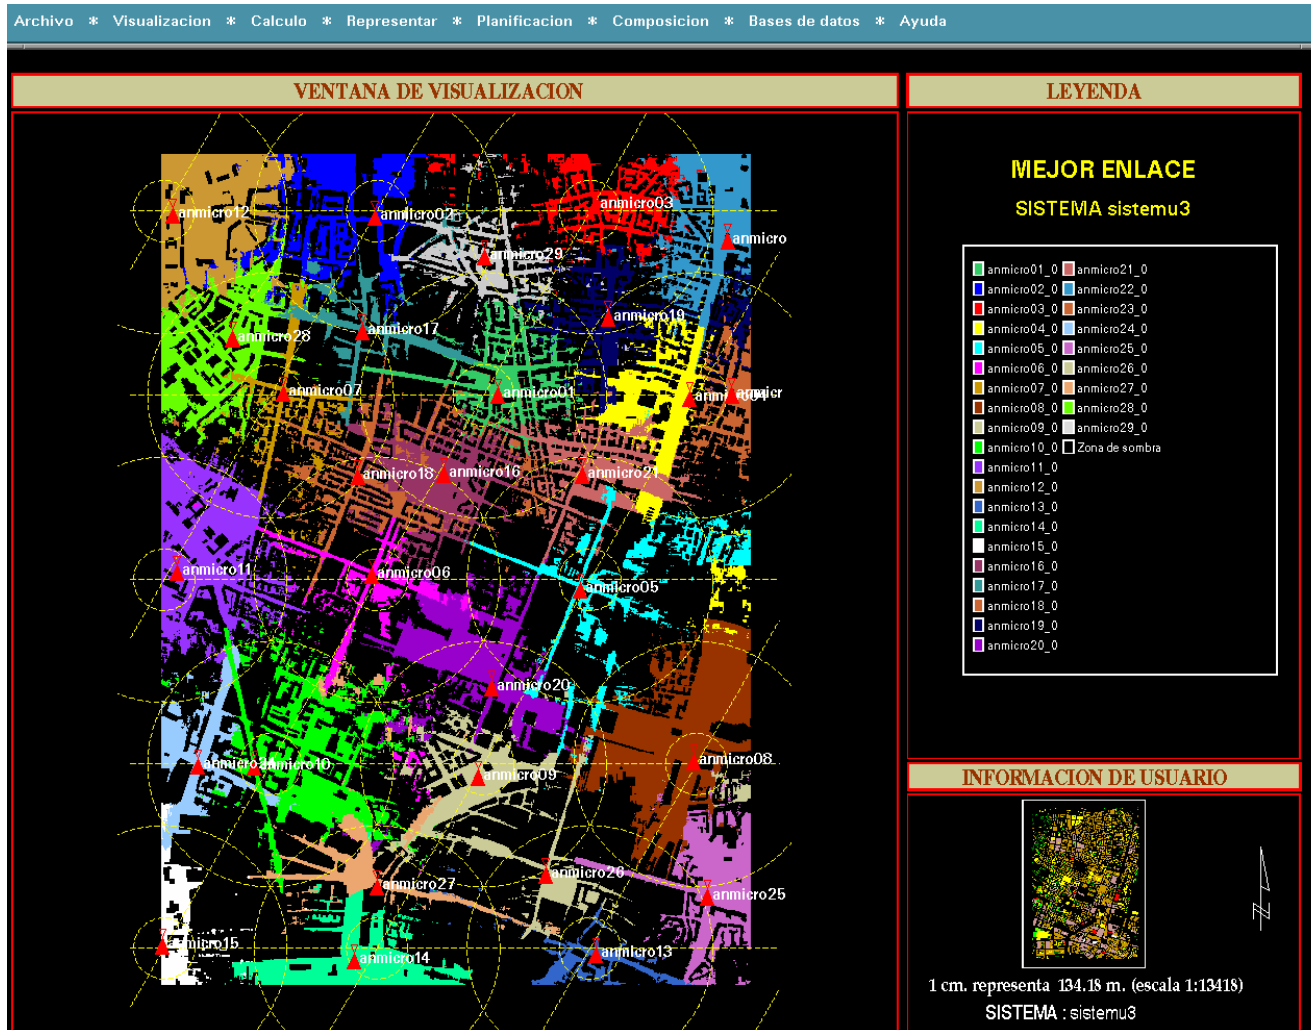 Archivo * Visualizacion * Calculo * Representar * Planificacion * Composicion * Bases de datos * Ayuda
VENTANA DE VISUALIZACION
anmicro12
anmicro02
anmicro03
anmicro
anmicro29
anmicro28
anmicro17
anmicro19
anmicro07
anmicro01
anmicro18
anmicro16
anmicro21
anmicro11
anmicro06
anmicro05
anmicro20
anmicro10
anmicro09
anmicro08
anmicro27
anmicro26
anmicro25
anmicro15
anmicro14
anmicro13
LEYENDA
MEJOR ENLACE
SISTEMA sistemu3
anmicro01_0 anmicro21_0
anmicro02_0 anmicro22_0
anmicro03_0 anmicro23_0
anmicro04_0 anmicro24_0
anmicro05_0 anmicro25_0
anmicro06_0 anmicro26_0
anmicro07_0 anmicro27_0
anmicro08_0 anmicro28_0
anmicro09_0 anmicro29_0
anmicro10_0 Zona de sombra
anmicro11_0
anmicro12_0
anmicro13_0
anmicro14_0
anmicro15_0
anmicro16_0
anmicro17_0
anmicro18_0
anmicro19_0
anmicro20_0
INFORMACION DE USUARIO
1 cm. representa 134.18 m. (escala 1:13418)
SISTEMA : sistemu3